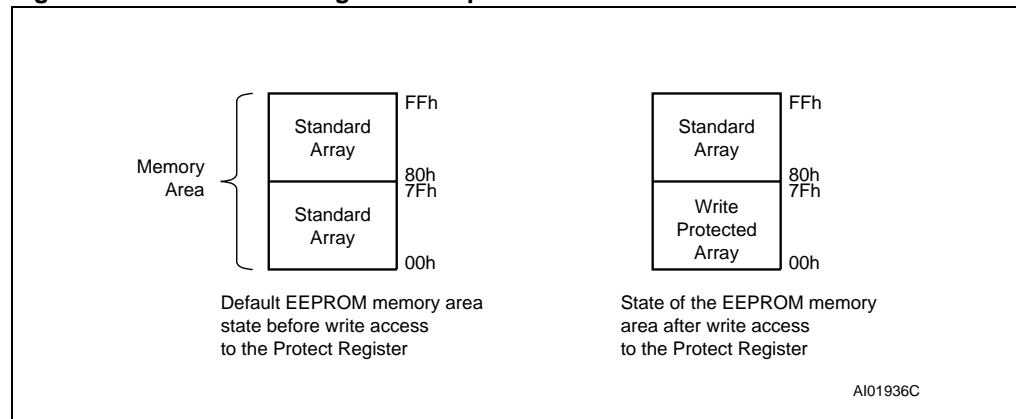 FFh
Standard
Array
Memory
Area
80h
7Fh
Standard
Array
00h
Default EEPROM memory area
state before write access
to the Protect Register
FFh
Standard
Array
80h
7Fh
Write
Protected
Array
00h
State of the EEPROM memory
area after write access
to the Protect Register
AI01936C